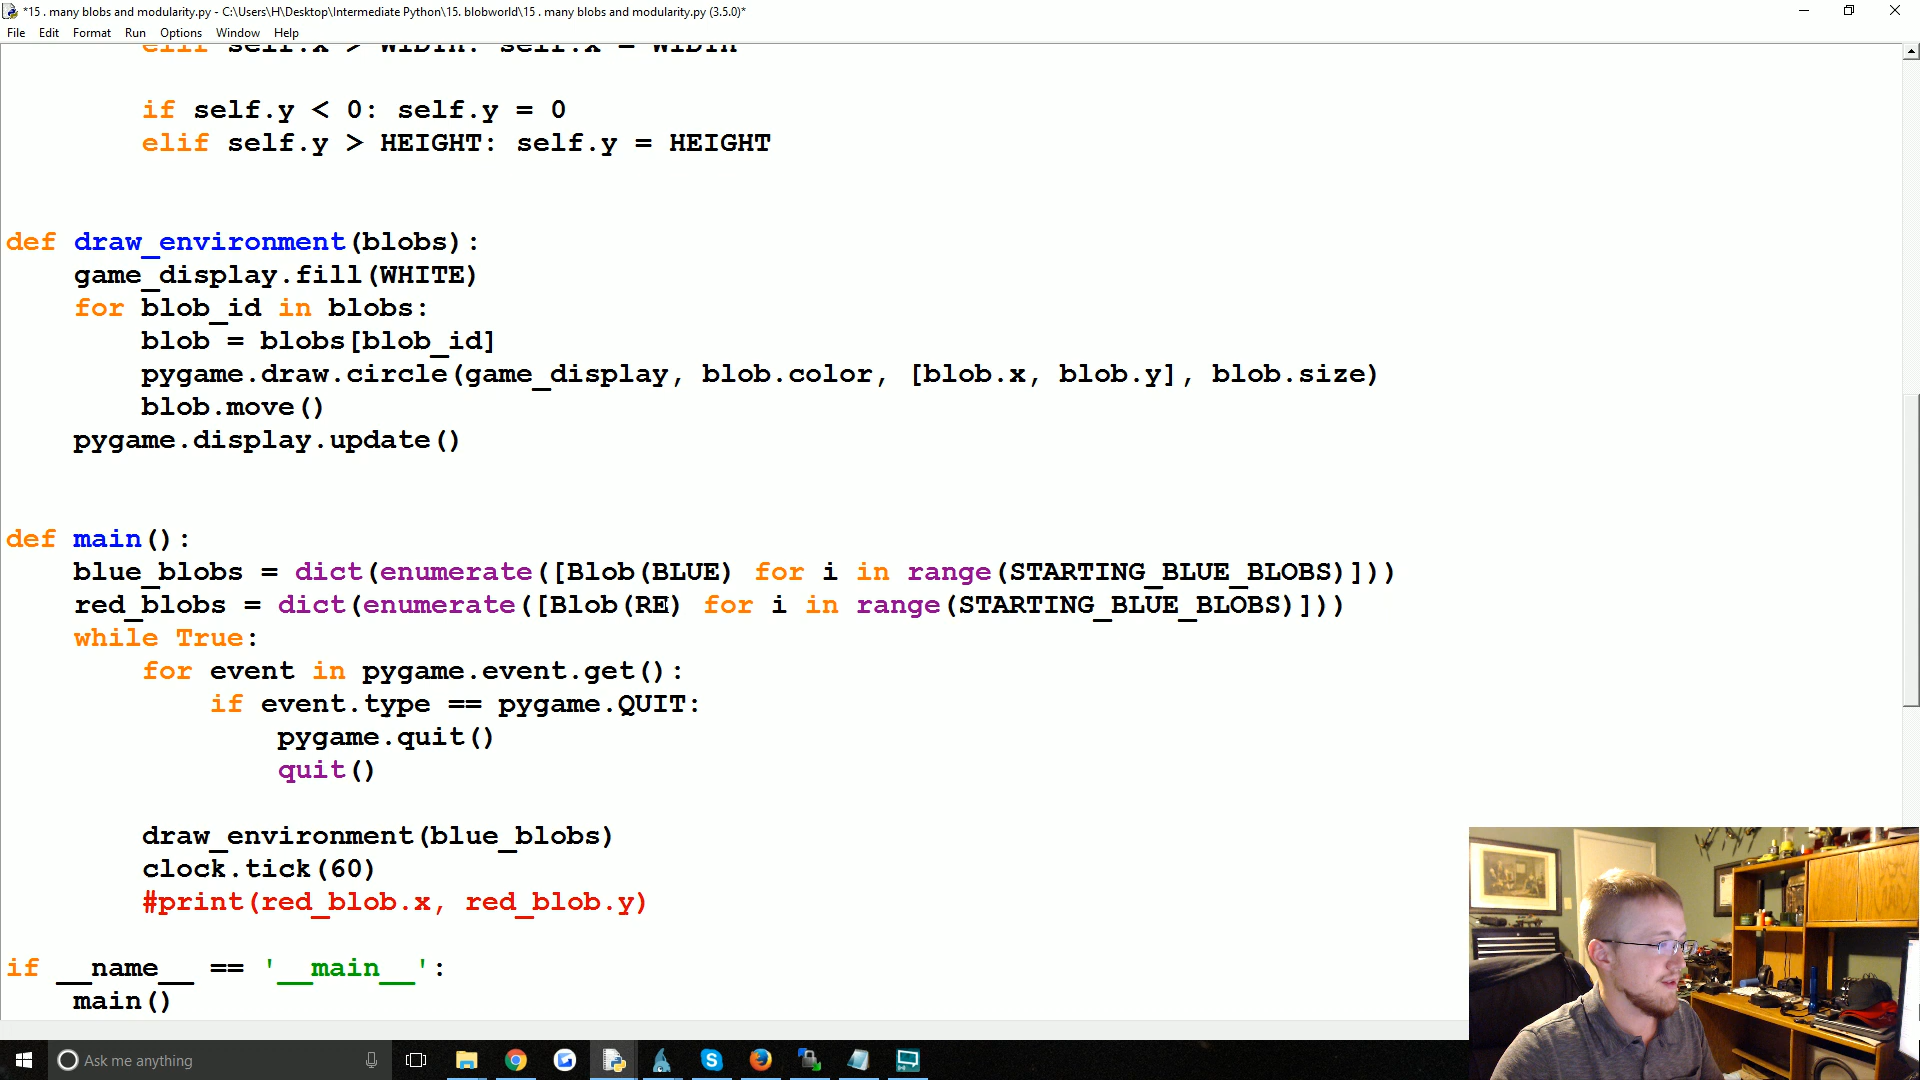 *15 . many blobs and modularity.py - C:\Users\H\Desktop\Intermediate Python\15. blobworld\15 . many blobs and modularity.py (3.5.0)*
File Edit Format Run Options Window Help
elif self.x > WIDTH: self.x = WIDTH
if self.y < 0: self.y = 0
elif self.y > HEIGHT: self.y = HEIGHT
def draw_environment(blobs):
game_display.fill(WHITE)
for blob_id in blobs:
blob = blobs[blob_id]
pygame.draw.circle(game_display, blob.color, [blob.x, blob.y], blob.size)
blob.move()
pygame.display.update()
def main():
blue_blobs = dict(enumerate([Blob(BLUE) for i in range(STARTING_BLUE_BLOBS)]))
red_blobs = dict(enumerate([Blob(RE) for i in range(STARTING_BLUE_BLOBS)]))
while True:
for event in pygame.event.get():
if event.type == pygame.QUIT:
pygame.quit()
quit()
draw_environment(blue_blobs)
clock.tick(60)
#print(red_blob.x, red_blob.y)
if __name__ == '__main__':
main()
Ask me anything